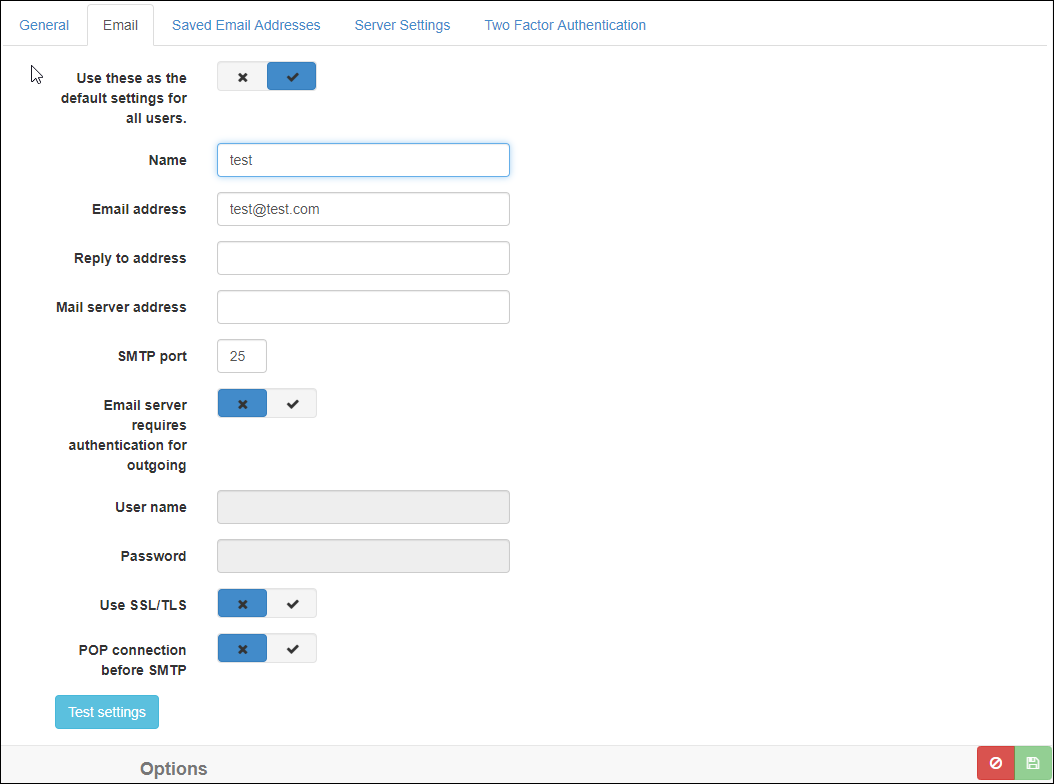 General Email Saved Email Addresses Server Settings Two Factor Authentication
Use these as the
default settings for
all users.
Name test
Email address test@test.com
Reply to address
Mail server address
SMTP port 25
Email server
requires
authentication for
outgoing
User name
Password
Use SSL/TLS
POP connection
before SMTP
Test settings
Options